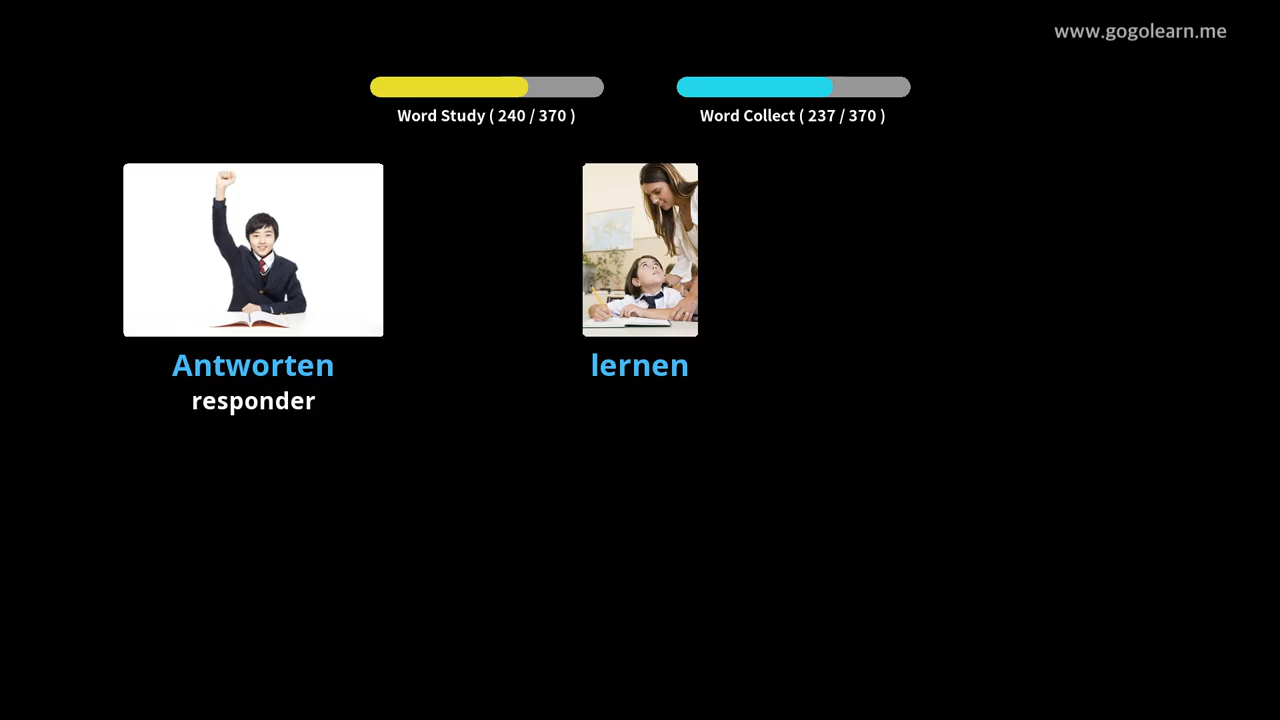 www.gogolearn.me
Word Study ( 240 / 370 )
Word Collect ( 237 / 370 )
Antworten
responder
lernen